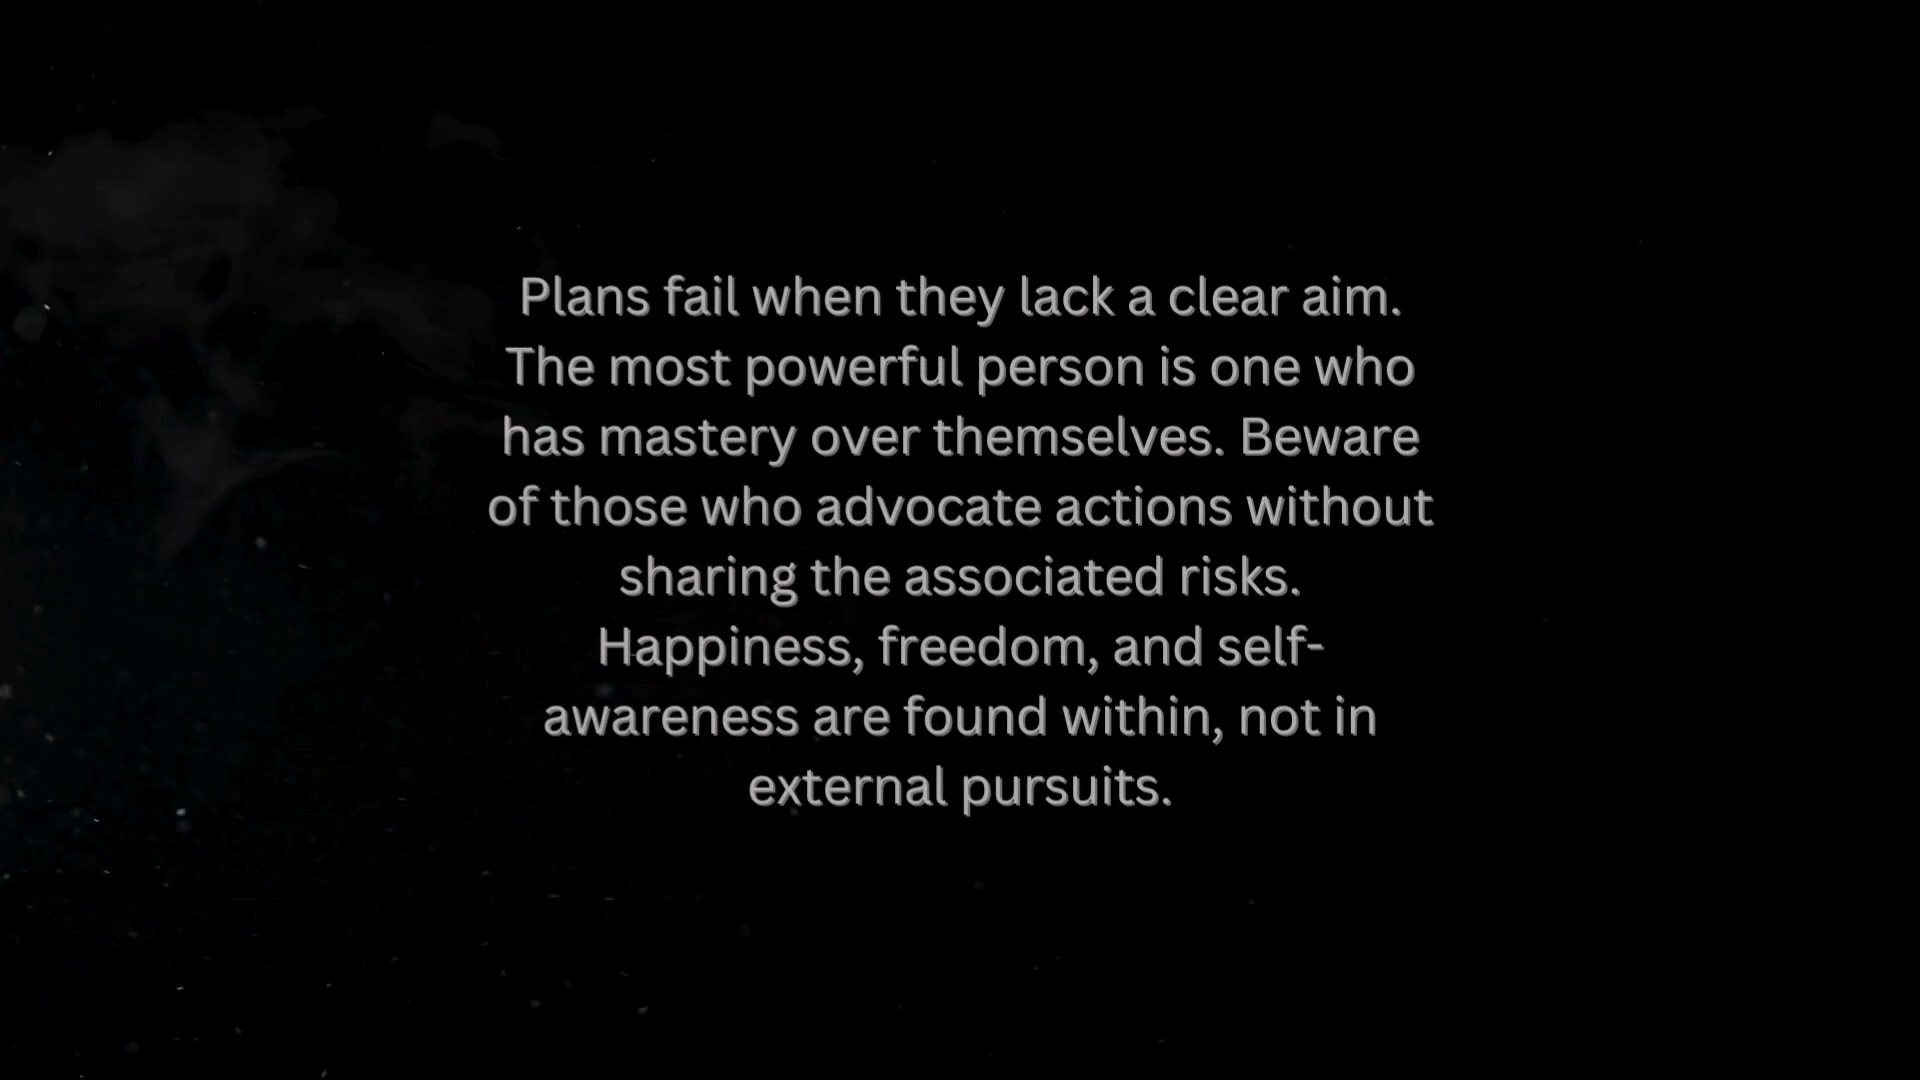 Plans fail when they lack a clear aim.
The most powerful person is one who
has mastery over themselves. Beware
of those who advocate actions without
sharing the associated risks.
Happiness, freedom, and self-
awareness are found within, not in
external pursuits.